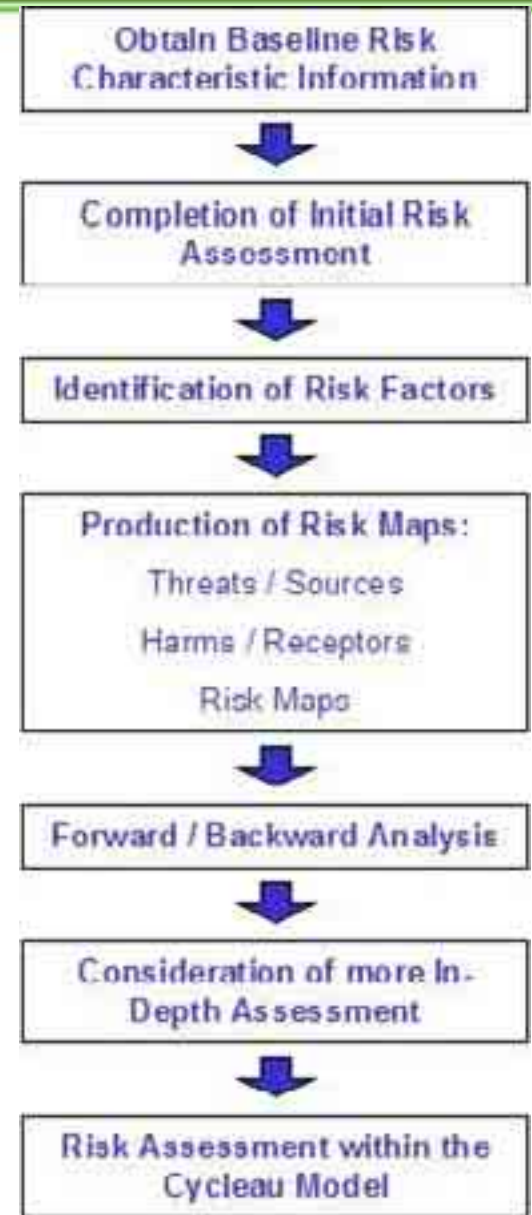 Obtain Baseline Risk
Characteristic Information
Completion of Initial Risk
Assessment
Identification of Risk Factors
Production of Risk Maps:
Threats / Sources
Harms / Receptors
Risk Maps
Forward / Backward Analysis
Consideration of more In-
Depth Assessment
Risk Assessment within the
Cycleau Model